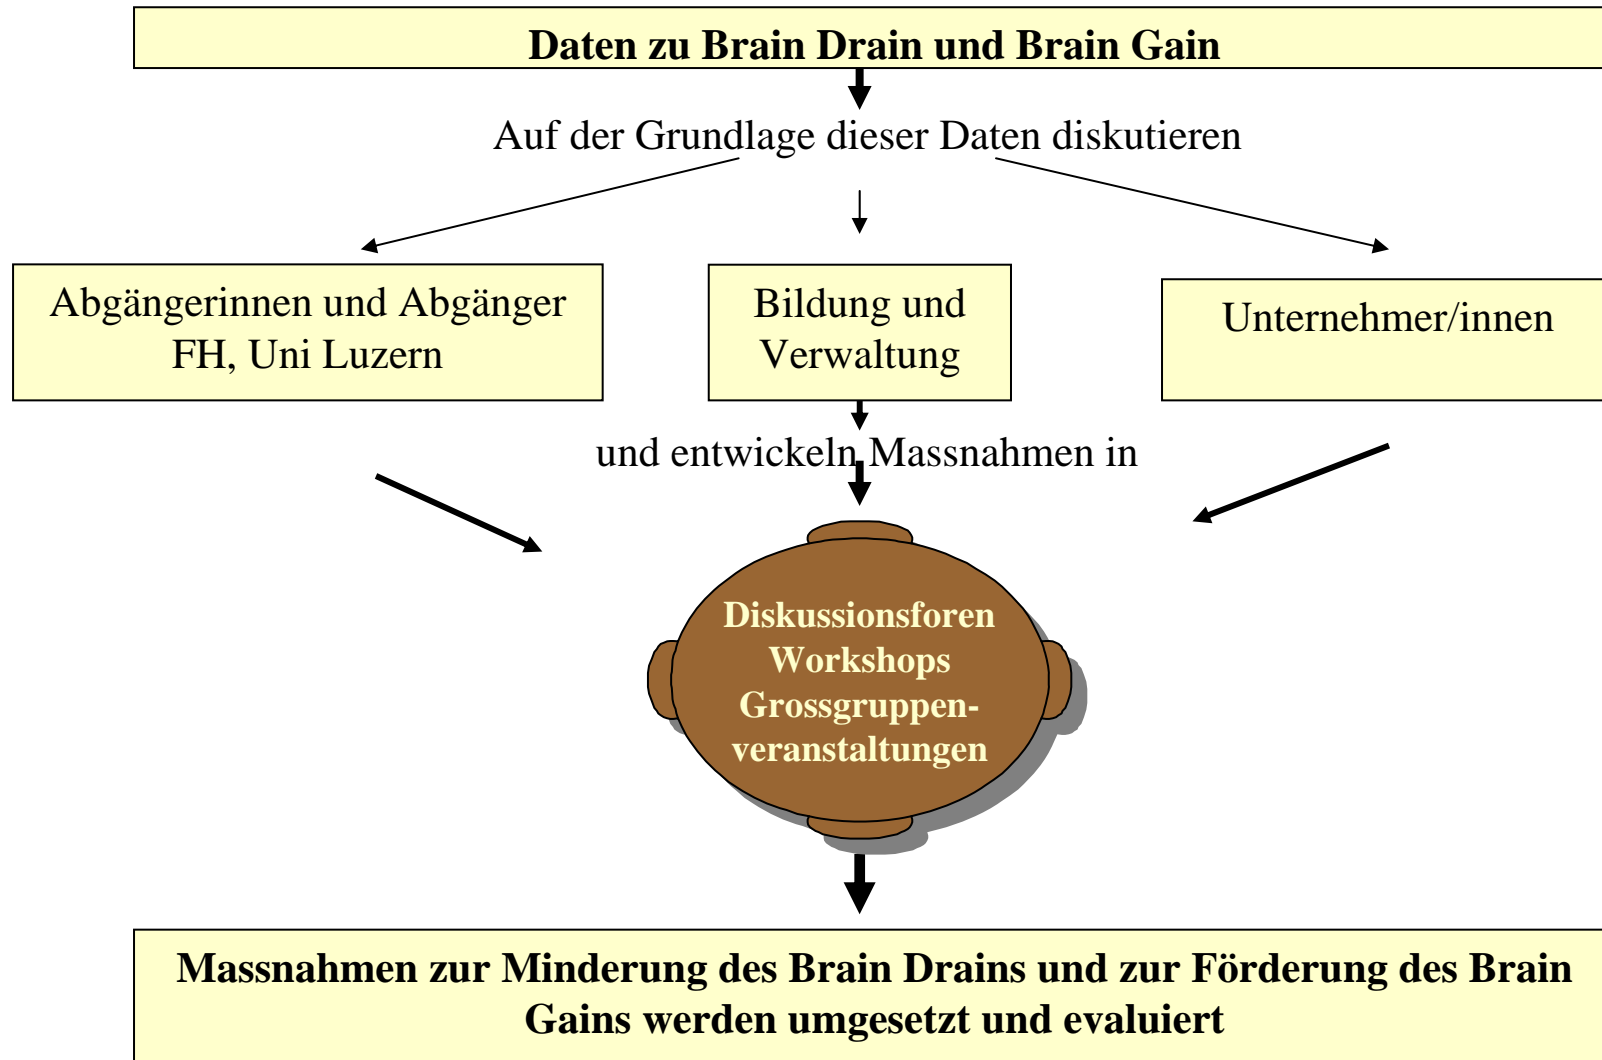 Daten zu Brain Drain und Brain Gain
Auf der Grundlage dieser Daten diskutieren
Abgängerinnen und Abgänger
FH, Uni Luzern
Bildung und
Verwaltung
Unternehmer/innen
und entwickeln Massnahmen in
Diskussionsforen
Workshops
Grossgruppen-
veranstaltungen
Massnahmen zur Minderung des Brain Drains und zur Förderung des Brain
Gains werden umgesetzt und evaluiert